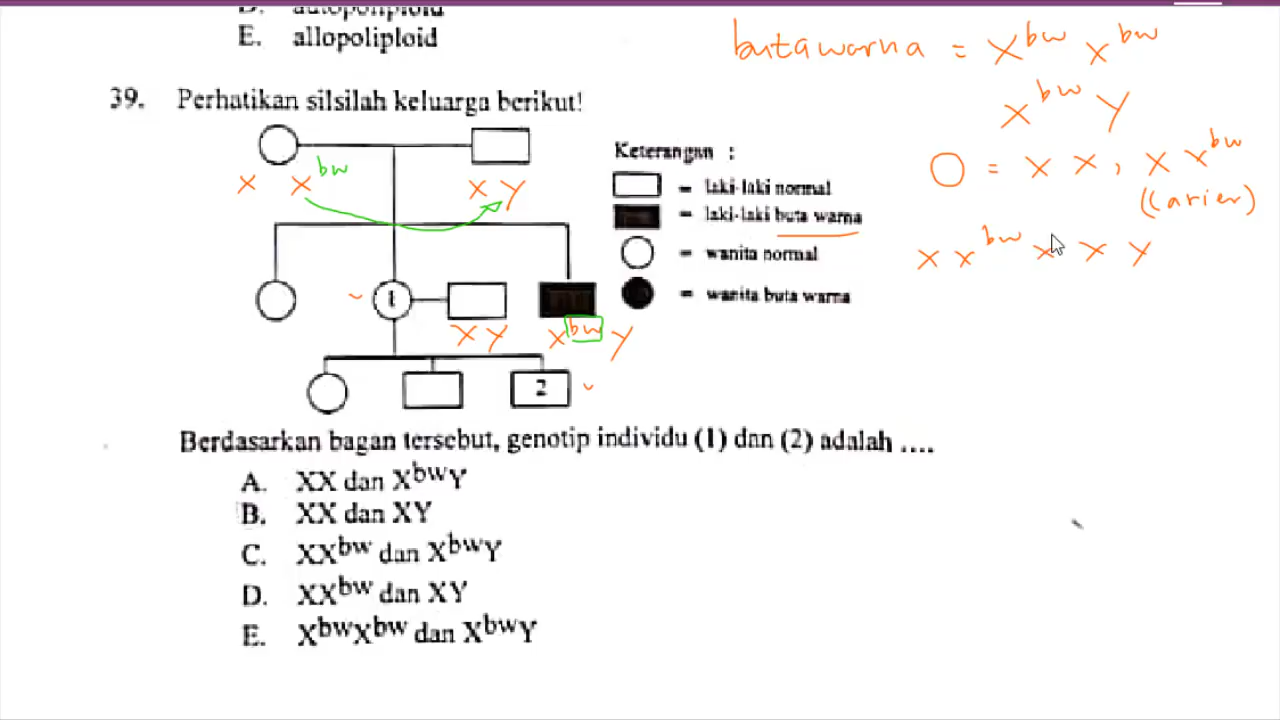 E. allopoliploid
butawarna = X^bw X^bw
X^bw Y
39. Perhatikan silsilah keluarga berikut!
Keterangan :
= laki-laki normal
= laki-laki buta warna
= wanita normal
= wanita buta warna
X X^bw
X Y
O = X X, X X^bw
(carier)
X X^bw x X Y
1
X Y
X^bw Y
2
Berdasarkan bagan tersebut, genotip individu (1) dan (2) adalah ....
A. XX dan X^bwY
B. XX dan XY
C. XX^bw dan X^bwY
D. XX^bw dan XY
E. X^bwX^bw dan X^bwY